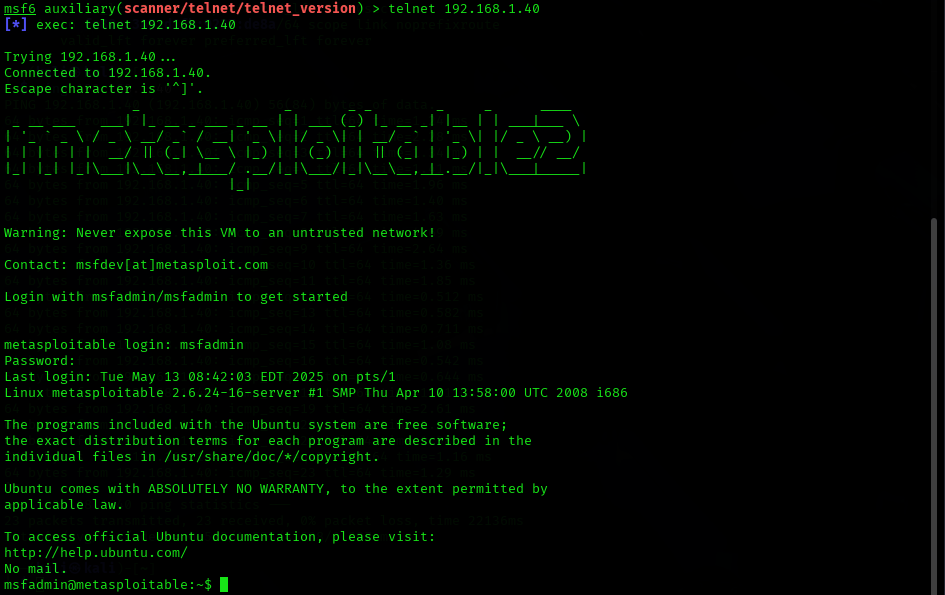 msf6 auxiliary(scanner/telnet/telnet_version) > telnet 192.168.1.40
[*] exec: telnet 192.168.1.40
Trying 192.168.1.40...
Connected to 192.168.1.40.
Escape character is '^]'.
metasploitable2
Warning: Never expose this VM to an untrusted network!
Contact: msfdev[at]metasploit.com
Login with msfadmin/msfadmin to get started
metasploitable login: msfadmin
Password:
Last login: Tue May 13 08:42:03 EDT 2025 on pts/1
Linux metasploitable 2.6.24-16-server #1 SMP Thu Apr 10 13:58:00 UTC 2008 i686
The programs included with the Ubuntu system are free software;
the exact distribution terms for each program are described in the
individual files in /usr/share/doc/*/copyright.
Ubuntu comes with ABSOLUTELY NO WARRANTY, to the extent permitted by
applicable law.
To access official Ubuntu documentation, please visit:
http://help.ubuntu.com/
No mail.
msfadmin@metasploitable:~$